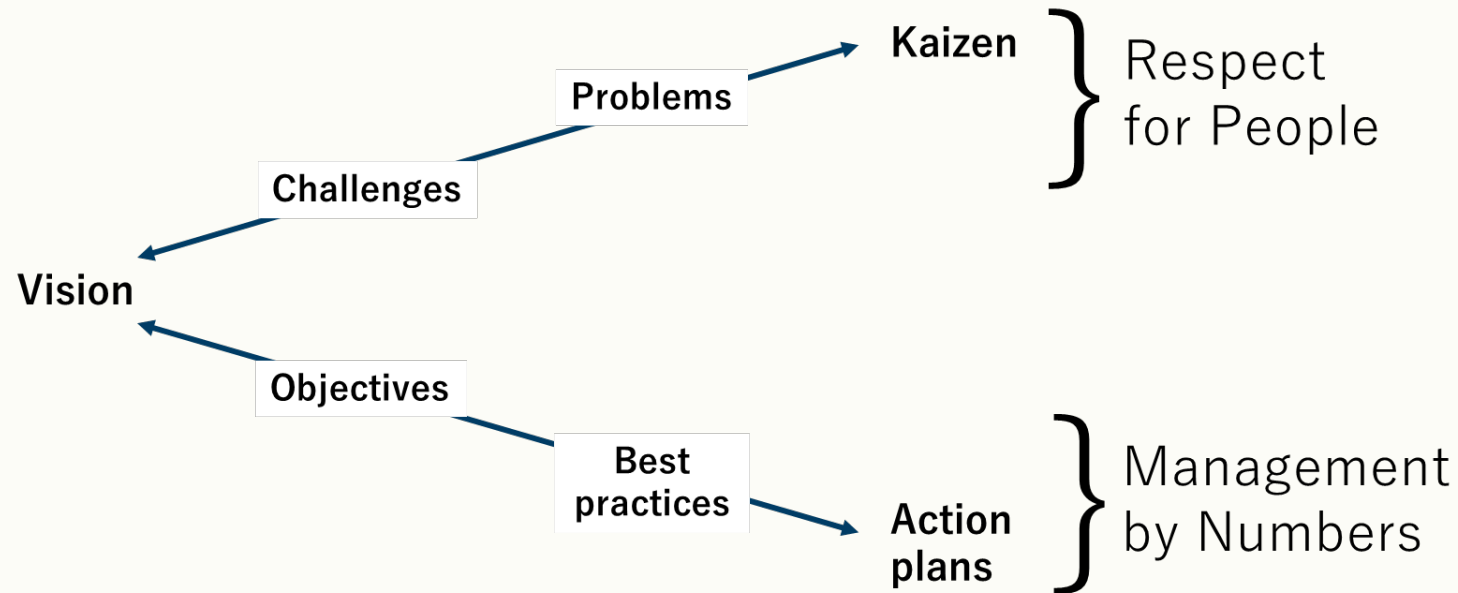 Kaizen
Respect
for People
Problems
Challenges
Vision
Objectives
Best
practices
Action
plans
Management
by Numbers